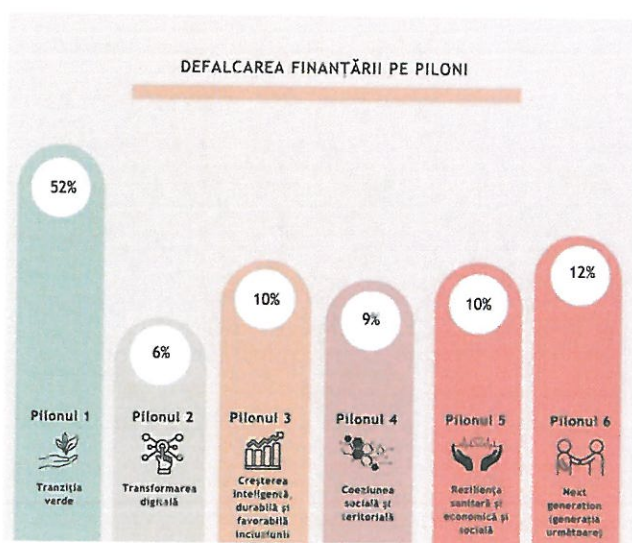 DEFALCAREA FINANȚĂRII PE PILONI
52%
6%
10%
9%
10%
12%
Pilonul 1
Tranziția
verde
Pilonul 2
Transformarea
digitală
Pilonul 3
Creșterea
inteligentă,
durabilă și
favorabilă
incluziunii
Pilonul 4
Coeziunea
socială și
teritorială
Pilonul 5
Reziliența
sanitară și
economică și
socială
Pilonul 6
Next
generation
(generația
următoare)